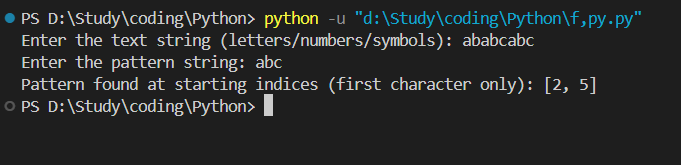 PS D:\Study\coding\Python> python -u "d:\Study\coding\Python\f,py.py"
Enter the text string (letters/numbers/symbols): ababcabc
Enter the pattern string: abc
Pattern found at starting indices (first character only): [2, 5]
PS D:\Study\coding\Python>